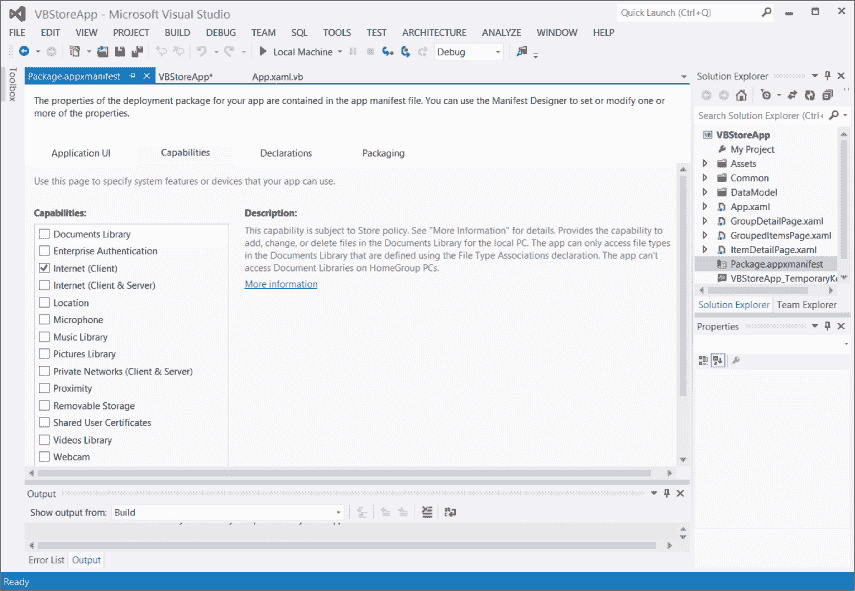 VBStoreApp - Microsoft Visual Studio
Quick Launch (Ctrl+Q)
FILE EDIT VIEW PROJECT BUILD DEBUG TEAM SQL TOOLS TEST ARCHITECTURE ANALYZE WINDOW HELP
Local Machine Debug
Toolbox
Package.appxmanifest VBStoreApp* App.xaml.vb
The properties of the deployment package for your app are contained in the app manifest file. You can use the Manifest Designer to set or modify one or
more of the properties.
Application UI Capabilities Declarations Packaging
Use this page to specify system features or devices that your app can use.
Capabilities:
Documents Library
Enterprise Authentication
Internet (Client)
Internet (Client & Server)
Location
Microphone
Music Library
Pictures Library
Private Networks (Client & Server)
Proximity
Removable Storage
Shared User Certificates
Videos Library
Webcam
Description:
This capability is subject to Store policy. See "More Information" for details. Provides the capability to
add, change, or delete files in the Documents Library for the local PC. The app can only access file types
in the Documents Library that are defined using the File Type Associations declaration. The app can't
access Document Libraries on HomeGroup PCs.
More information
Output
Show output from: Build
Error List Output
Solution Explorer
Search Solution Explorer (Ctrl+
VBStoreApp
My Project
Assets
Common
DataModel
App.xaml
GroupDetailPage.xaml
GroupedItemsPage.xaml
ItemDetailPage.xaml
Package.appxmanifest
VBStoreApp_TemporaryKe
Solution Explorer Team Explorer
Properties
Ready